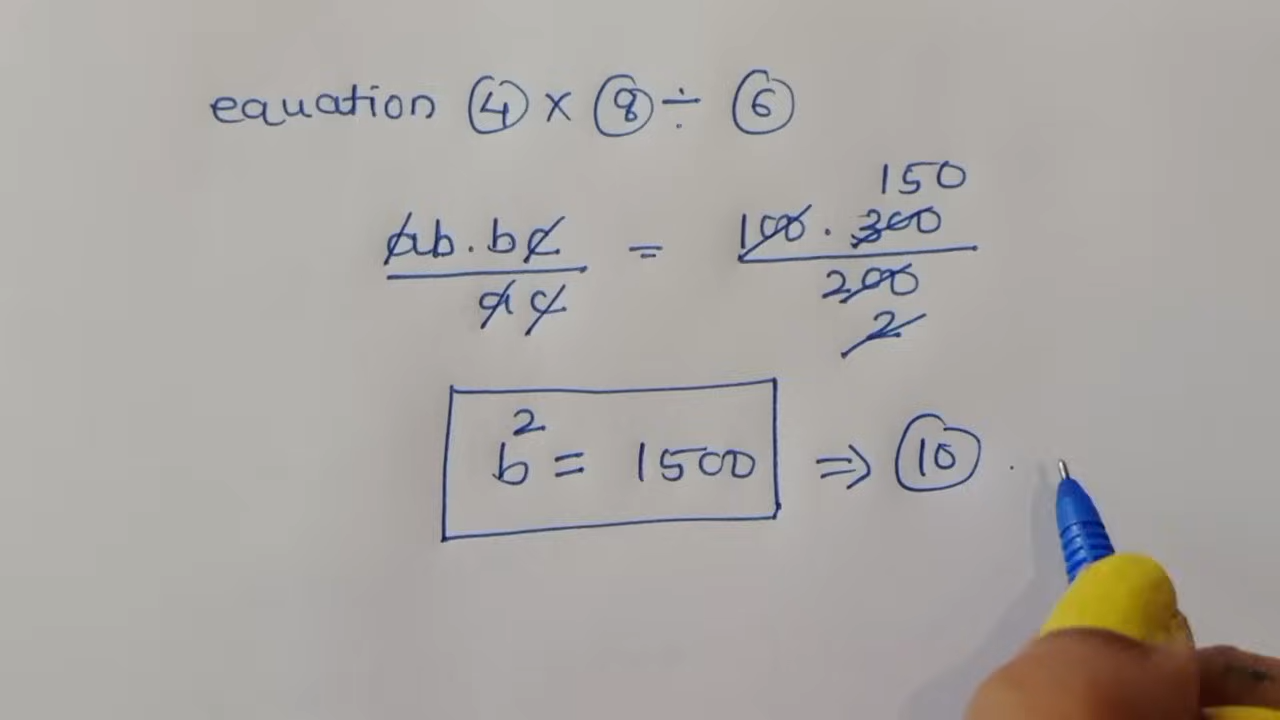 equation ④ × ⑧ ÷ ⑥
150
ab.bc = 100 . 300
ac 200
2
b² = 1500 ⇒ ⑩ .